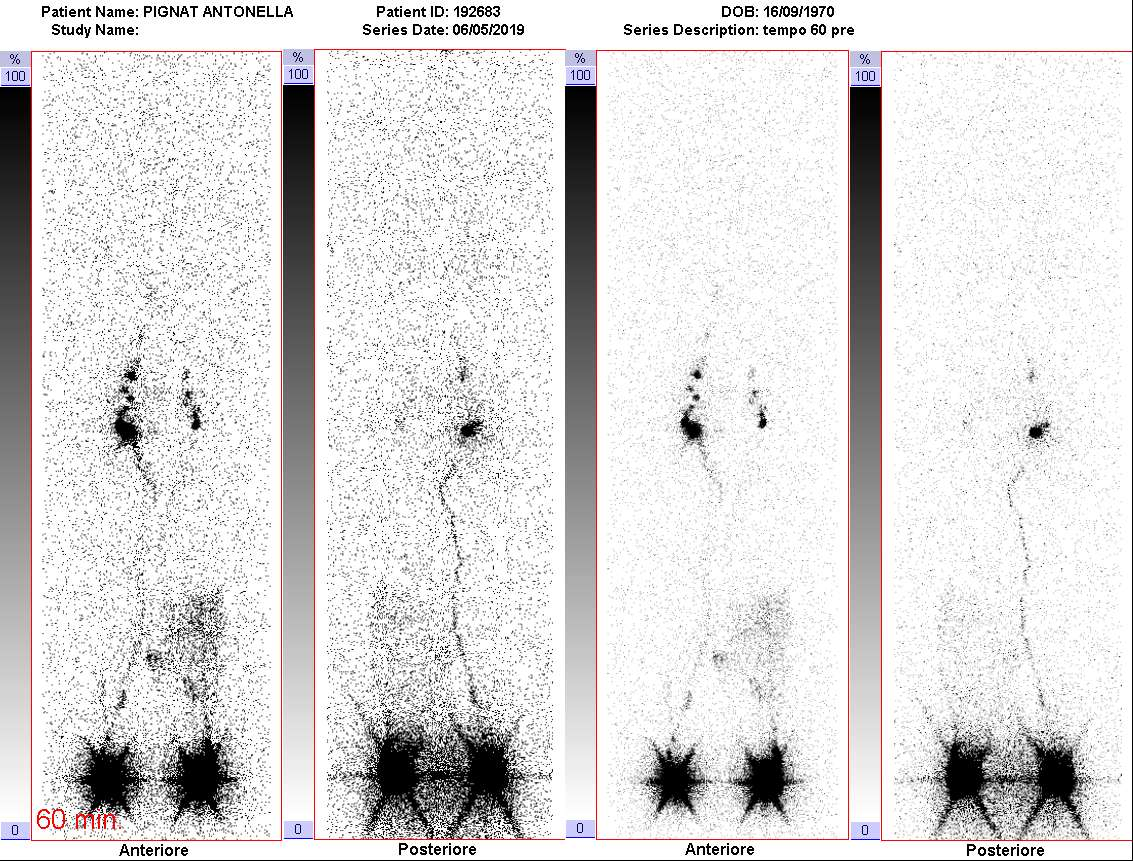 Patient Name: PIGNAT ANTONELLA Patient ID: 192683 DOB: 16/09/1970
Study Name: Series Date: 06/05/2019 Series Description: tempo 60 pre
% % % %
100 100 100 100
0 0 0 0
60 min.
Anteriore Posteriore Anteriore Posteriore